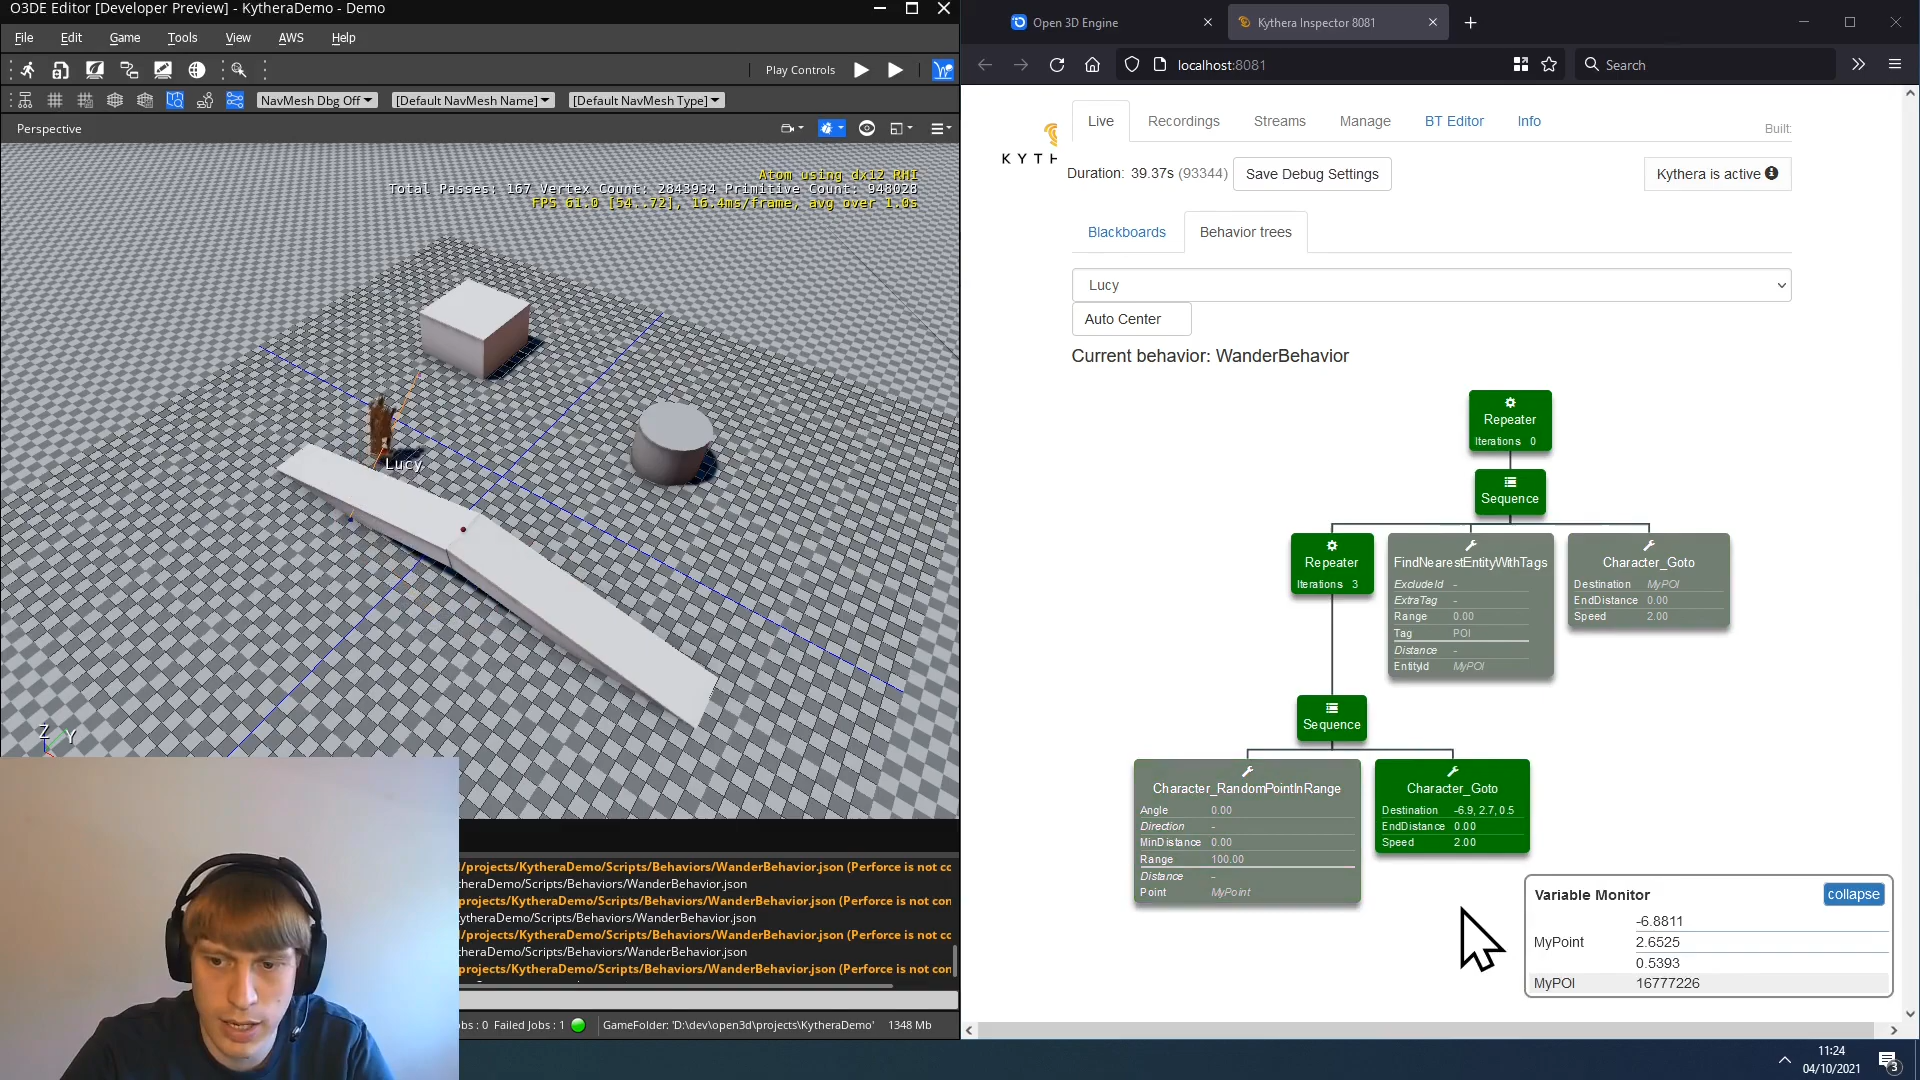 O3DE Editor [Developer Preview] - KytheraDemo - Demo
File Edit Game Tools View AWS Help
Play Controls
NavMesh Dbg Off [Default NavMesh Name] [Default NavMesh Type]
Perspective
Atom using dx12 RHI
Total Passes: 167 Vertex Count: 2843934 Primitive Count: 948028
FPS 61.0 [54..72], 16.4ms/frame, avg over 1.0s
Lucy
Z Y
/projects/KytheraDemo/Scripts/Behaviors/WanderBehavior.json (Perforce is not co
theraDemo/Scripts/Behaviors/WanderBehavior.json
/projects/KytheraDemo/Scripts/Behaviors/WanderBehavior.json (Perforce is not con
ytheraDemo/Scripts/Behaviors/WanderBehavior.json
/projects/KytheraDemo/Scripts/Behaviors/WanderBehavior.json (Perforce is not co
theraDemo/Scripts/Behaviors/WanderBehavior.json
projects/KytheraDemo/Scripts/Behaviors/WanderBehavior.json (Perforce is not con
obs : 0 Failed Jobs : 1 GameFolder: 'D:\dev\open3d\projects\KytheraDemo' 1348 Mb
Open 3D Engine Kythera Inspector 8081
localhost:8081 Search
Live Recordings Streams Manage BT Editor Info
Built:
KYTH
Duration: 39.37s (93344) Save Debug Settings Kythera is active
Blackboards Behavior trees
Lucy
Auto Center
Current behavior: WanderBehavior
Repeater
Iterations 0
Sequence
Repeater
Iterations 3
FindNearestEntityWithTags
ExcludeId -
ExtraTag -
Range 0.00
Tag POI
Distance -
EntityId MyPOI
Character_Goto
Destination MyPOI
EndDistance 0.00
Speed 2.00
Sequence
Character_RandomPointInRange
Angle 0.00
Direction -
MinDistance 0.00
Range 100.00
Distance -
Point MyPoint
Character_Goto
Destination -6.9, 2.7, 0.5
EndDistance 0.00
Speed 2.00
Variable Monitor collapse
-6.8811
MyPoint 2.6525
0.5393
MyPOI 16777226
11:24
04/10/2021
3